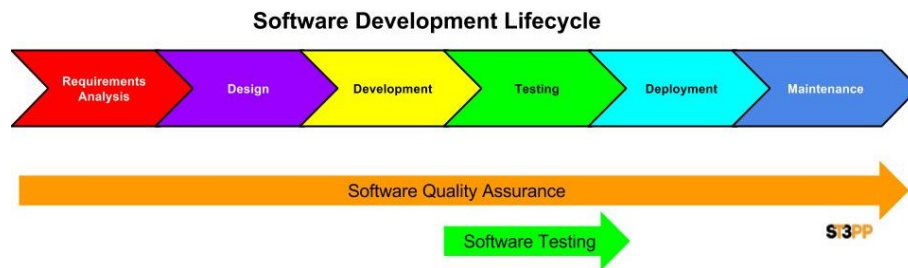 Software Development Lifecycle
Requirements
Analysis
Design
Development
Testing
Deployment
Maintenance
Software Quality Assurance
Software Testing
ST3PP